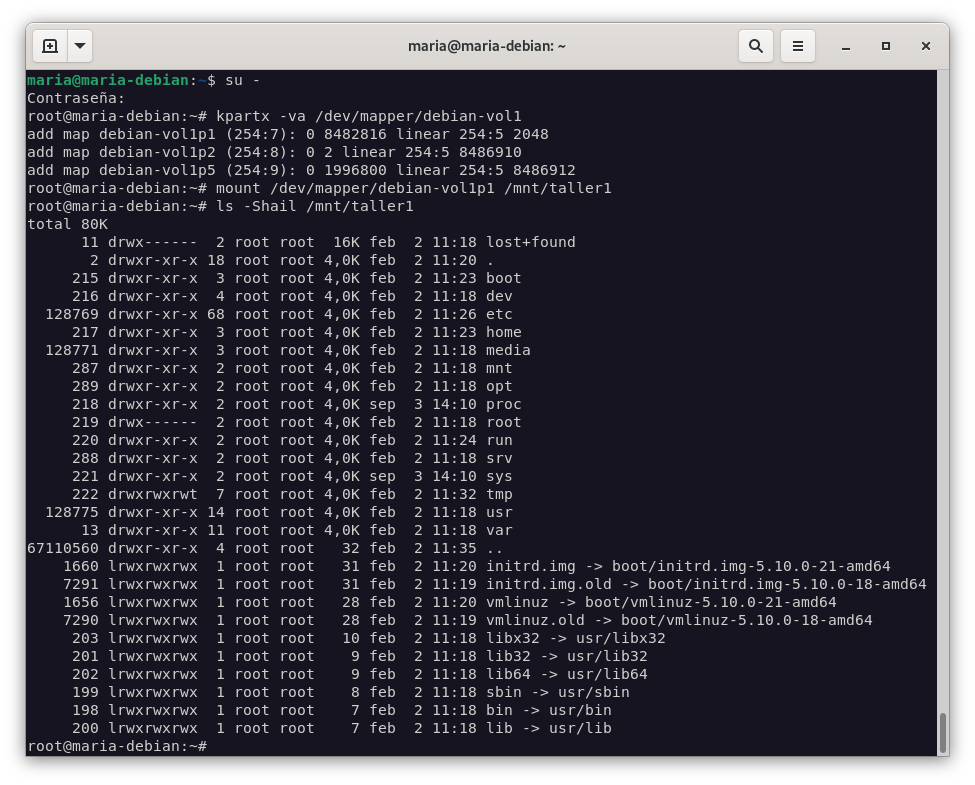 maria@maria-debian: ~
maria@maria-debian:~$ su -
Contraseña:
root@maria-debian:~# kpartx -va /dev/mapper/debian-vol1
add map debian-vol1p1 (254:7): 0 8482816 linear 254:5 2048
add map debian-vol1p2 (254:8): 0 2 linear 254:5 8486910
add map debian-vol1p5 (254:9): 0 1996800 linear 254:5 8486912
root@maria-debian:~# mount /dev/mapper/debian-vol1p1 /mnt/taller1
root@maria-debian:~# ls -Shail /mnt/taller1
total 80K
      11 drwx------  2 root root  16K feb  2 11:18 lost+found
       2 drwxr-xr-x 18 root root 4,0K feb  2 11:20 .
     215 drwxr-xr-x  3 root root 4,0K feb  2 11:23 boot
     216 drwxr-xr-x  4 root root 4,0K feb  2 11:18 dev
  128769 drwxr-xr-x 68 root root 4,0K feb  2 11:26 etc
     217 drwxr-xr-x  3 root root 4,0K feb  2 11:23 home
  128771 drwxr-xr-x  3 root root 4,0K feb  2 11:18 media
     287 drwxr-xr-x  2 root root 4,0K feb  2 11:18 mnt
     289 drwxr-xr-x  2 root root 4,0K feb  2 11:18 opt
     218 drwxr-xr-x  2 root root 4,0K sep  3 14:10 proc
     219 drwx------  2 root root 4,0K feb  2 11:18 root
     220 drwxr-xr-x  2 root root 4,0K feb  2 11:24 run
     288 drwxr-xr-x  2 root root 4,0K feb  2 11:18 srv
     221 drwxr-xr-x  2 root root 4,0K sep  3 14:10 sys
     222 drwxrwxrwt  7 root root 4,0K feb  2 11:32 tmp
  128775 drwxr-xr-x 14 root root 4,0K feb  2 11:18 usr
      13 drwxr-xr-x 11 root root 4,0K feb  2 11:18 var
67110560 drwxr-xr-x  4 root root   32 feb  2 11:35 ..
    1660 lrwxrwxrwx  1 root root   31 feb  2 11:20 initrd.img -> boot/initrd.img-5.10.0-21-amd64
    7291 lrwxrwxrwx  1 root root   31 feb  2 11:19 initrd.img.old -> boot/initrd.img-5.10.0-18-amd64
    1656 lrwxrwxrwx  1 root root   28 feb  2 11:20 vmlinuz -> boot/vmlinuz-5.10.0-21-amd64
    7290 lrwxrwxrwx  1 root root   28 feb  2 11:19 vmlinuz.old -> boot/vmlinuz-5.10.0-18-amd64
     203 lrwxrwxrwx  1 root root   10 feb  2 11:18 libx32 -> usr/libx32
     201 lrwxrwxrwx  1 root root    9 feb  2 11:18 lib32 -> usr/lib32
     202 lrwxrwxrwx  1 root root    9 feb  2 11:18 lib64 -> usr/lib64
     199 lrwxrwxrwx  1 root root    8 feb  2 11:18 sbin -> usr/sbin
     198 lrwxrwxrwx  1 root root    7 feb  2 11:18 bin -> usr/bin
     200 lrwxrwxrwx  1 root root    7 feb  2 11:18 lib -> usr/lib
root@maria-debian:~#